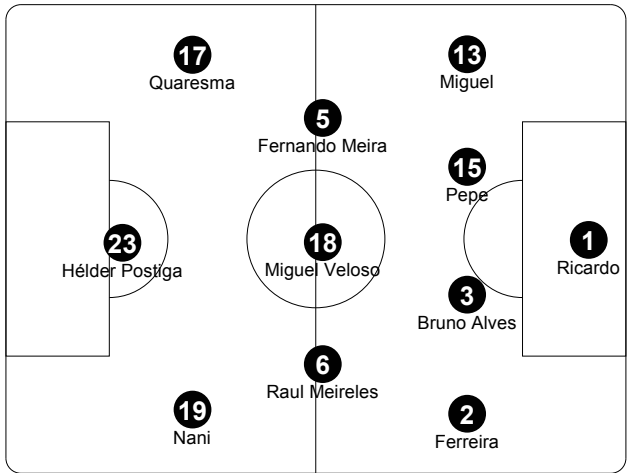 17
Quaresma
13
Miguel
5
Fernando Meira
15
Pepe
23
Hélder Postiga
18
Miguel Veloso
1
Ricardo
3
Bruno Alves
6
Raul Meireles
19
Nani
2
Ferreira